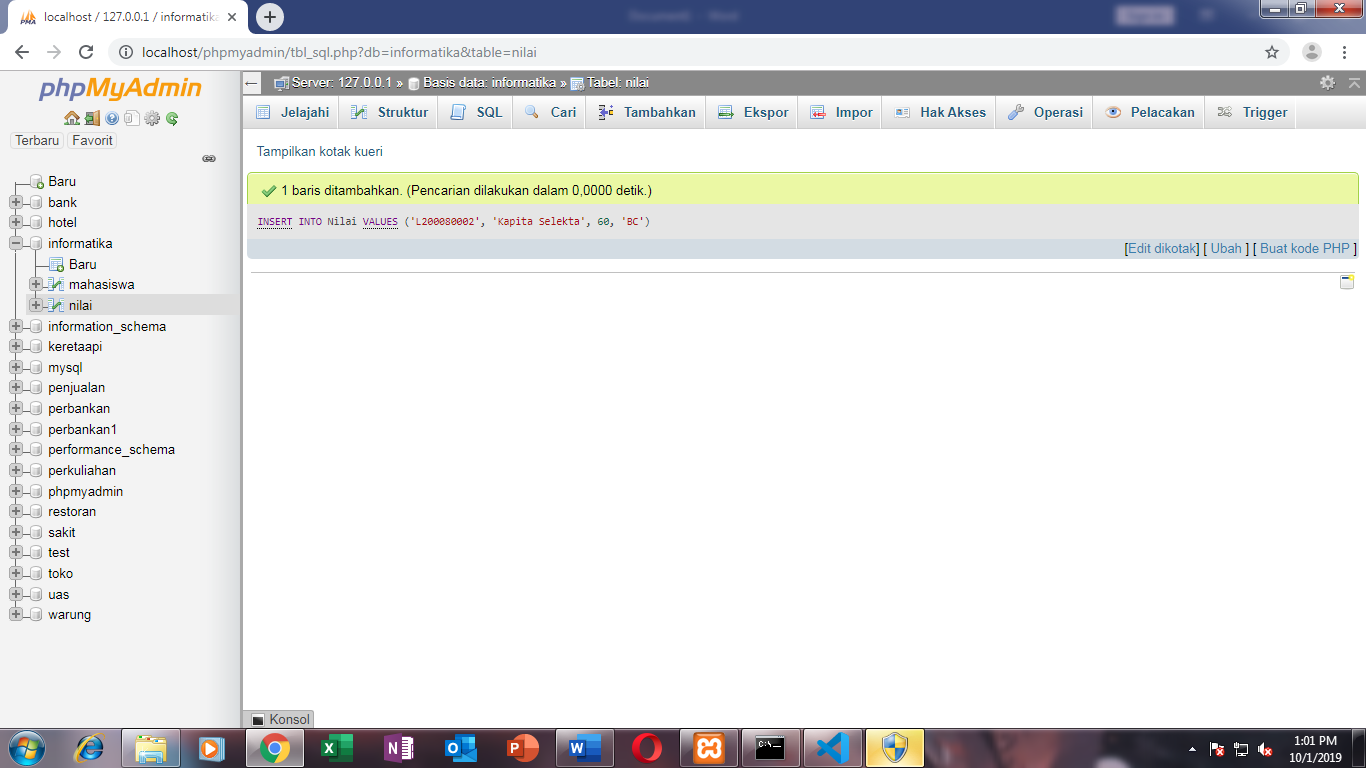 localhost / 127.0.0.1 / informatika
localhost/phpmyadmin/tbl_sql.php?db=informatika&table=nilai
phpMyAdmin
Terbaru Favorit
Baru
bank
hotel
informatika
Baru
mahasiswa
nilai
information_schema
keretaapi
mysql
penjualan
perbankan
perbankan1
performance_schema
perkuliahan
phpmyadmin
restoran
sakit
test
toko
uas
warung
Server: 127.0.0.1 » Basis data: informatika » Tabel: nilai
Jelajahi Struktur SQL Cari Tambahkan Ekspor Impor Hak Akses Operasi Pelacakan Trigger
Tampilkan kotak kueri
1 baris ditambahkan. (Pencarian dilakukan dalam 0,0000 detik.)
INSERT INTO Nilai VALUES ('L200080002', 'Kapita Selekta', 60, 'BC')
[Edit dikotak] [ Ubah ] [ Buat kode PHP ]
Konsol
1:01 PM
10/1/2019